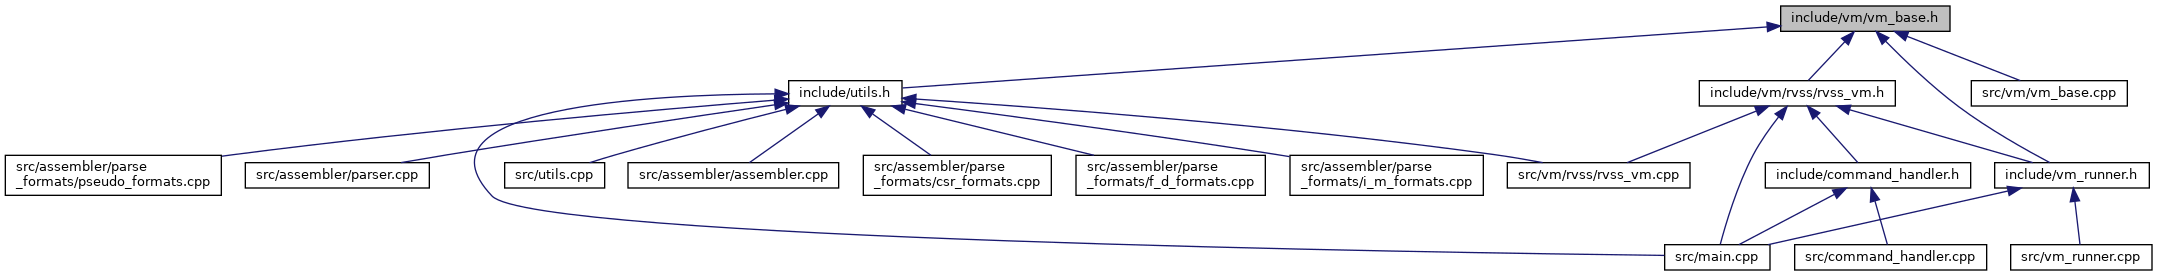 include/vm/vm_base.h
include/utils.h
include/vm/rvss/rvss_vm.h
src/vm/vm_base.cpp
src/assembler/parse
_formats/pseudo_formats.cpp
src/assembler/parser.cpp
src/utils.cpp
src/assembler/assembler.cpp
src/assembler/parse
_formats/csr_formats.cpp
src/assembler/parse
_formats/f_d_formats.cpp
src/assembler/parse
_formats/i_m_formats.cpp
src/vm/rvss/rvss_vm.cpp
include/command_handler.h
include/vm_runner.h
src/main.cpp
src/command_handler.cpp
src/vm_runner.cpp